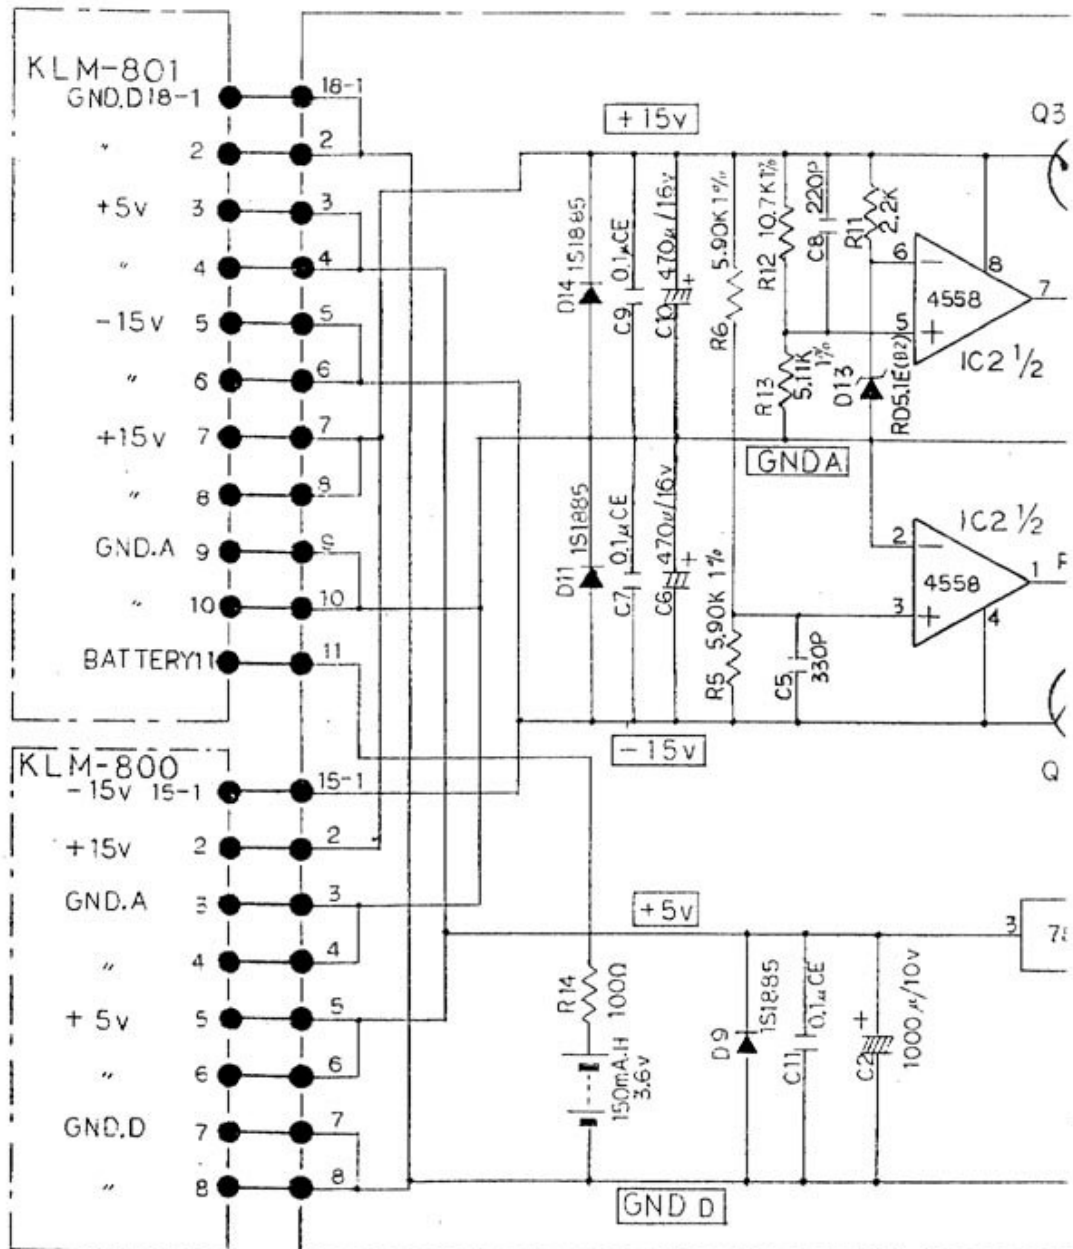 KLM-801
GND.D 18-1 18-1
〃 2 2
+5v 3 3
〃 4 4
-15v 5 5
〃 6 6
+15v 7 7
〃 8 8
GND.A 9 9
〃 10 10
BATTERY 11 11
KLM-800
-15v 15-1 15-1
+15v 2 2
GND.A 3 3
〃 4 4
+5v 5 5
〃 6 6
GND.D 7 7
〃 8 8
+15v
Q3
D14 1S1885
C9 0.1μCE
C10 470μ/16v
+
R6 5.90K 1%
R12 10.7K 1%
C8 220P
R11 2.2K
6 -
5 +
8
4558
7
IC2 1/2
R13 5.11K 1%
D13 RD5.1E(B2)
GND A
D11 1S1885
C7 0.1μCE
C6 470μ/16v
+
R5 5.90K 1%
C5 330P
IC2 1/2
2 -
3 +
4558
1
4
-15v
Q
+5v
3
R14 100Ω
150mA.H
3.6v
D9 1S1885
C11 0.1μCE
C2 1000μ/10v
+
GND D